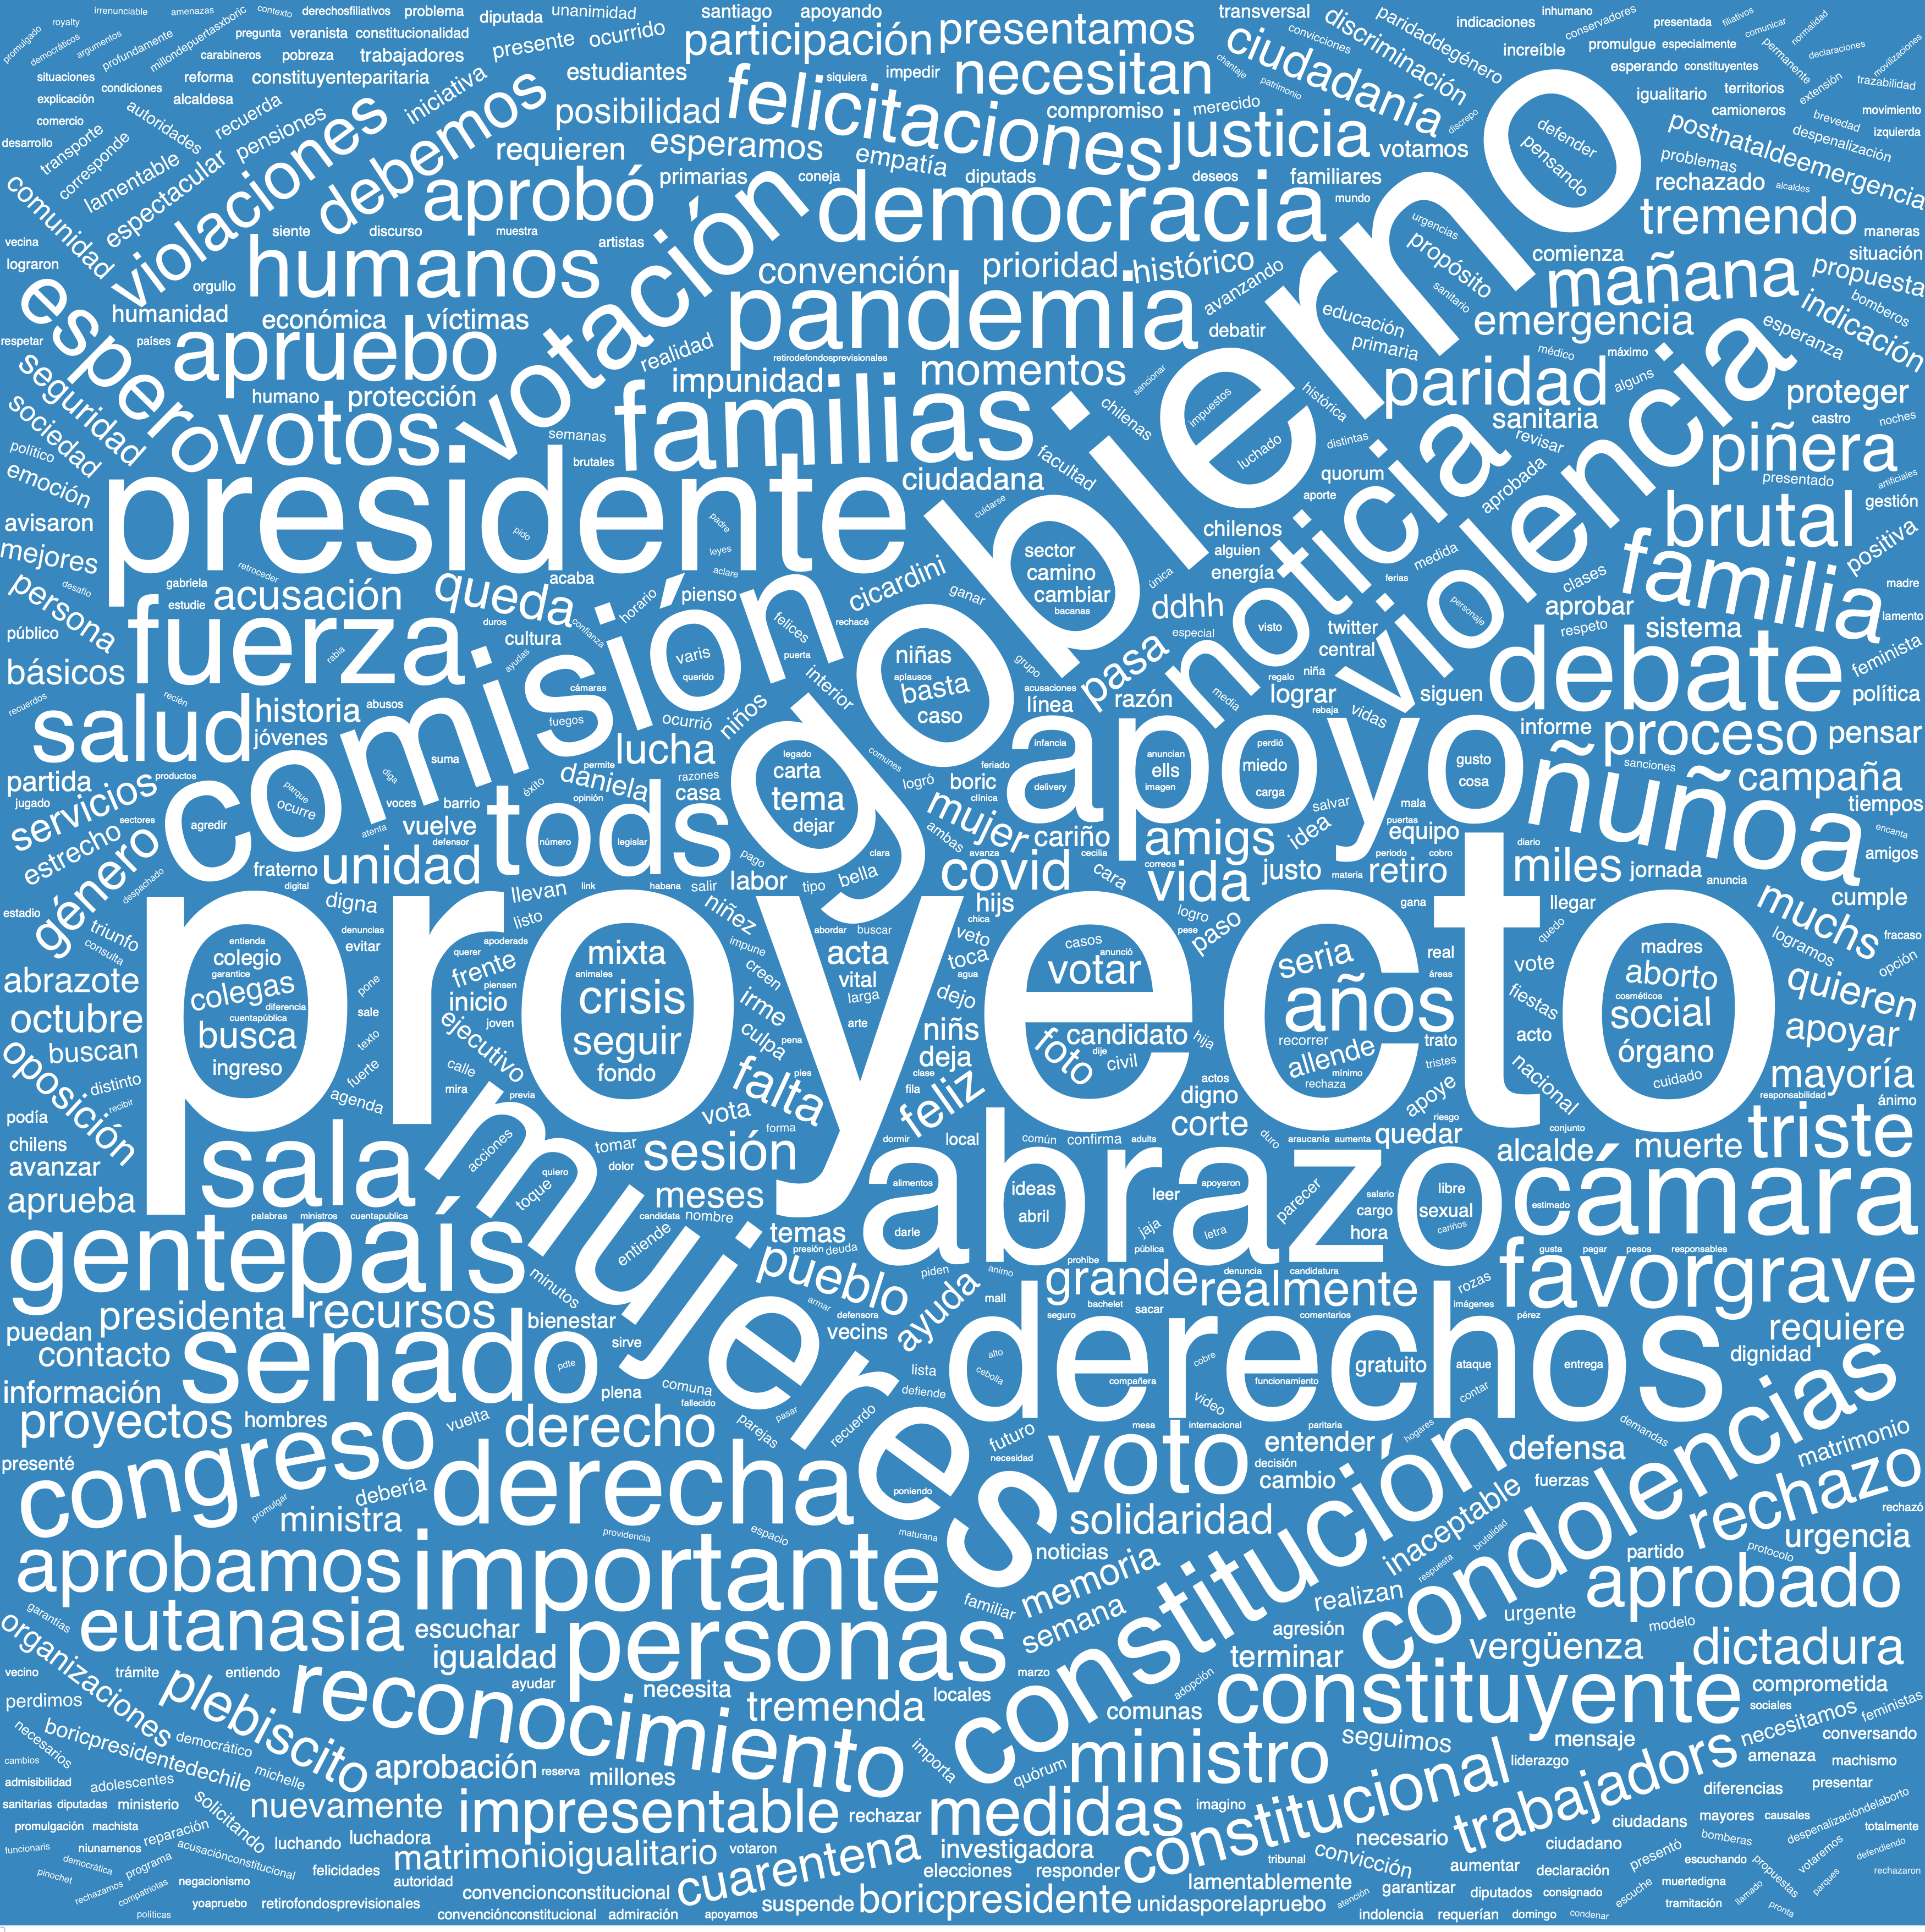 irrenunciable amenazas contexto derechosfiliativos problema diputada unanimidad santiago apoyando transversal inhumano conservadores
royalty pregunta veranista constitucionalidad presente ocurrido participación presentamos ciudadanía discriminación paridaddegénero indicaciones presentada filiativos comunicar normalidad
promulgado democráticos argumentos profundamente millondepuertasxboric carabineros pobreza trabajadores convicciones increíble promulgue especialmente permanente declaraciones movilizaciones
situaciones reforma constituyenteparitaria iniciativa debemos estudiantes felicitaciones siquiera impedir necesitan chantaje patrimonio esperando constituyentes trazabilidad
explicación condiciones alcaldesa recuerda violaciones posibilidad compromiso merecido discrepo igualitario territorios extensión
comercio autoridades pensiones requieren esperamos empatía justicia votamos defender pensando camioneros postnataldeemergencia brevedad movimiento
desarrollo transporte corresponde lamentable espectacular aprobó primarias coneja diputads deseos familiares problemas despenalización izquierda
comunidad siente discurso muestra votación artistas democracia mundo rechazado alcaldes tremendo maneras
vecina lograron orgullo humanos convención prioridad histórico avanzando urgencias propósito sanitario comienza mañana situación propuesta
espero humanidad económica víctimas realidad pandemia debatir educación primaria emergencia esperanza indicación bomberos
respetar países apruebo retirodefondosprevisionales impunidad momentos sancionar médico máximo
seguridad humano protección familias chilenas impuestos histórica paridad alguns proteger
sociedad votos semanas brutales facultad luchado distintas sanitaria revisar castro noches
político emoción presidente ciudadana cuidarse gobierno quorum aporte noticia aprobada violencia piñera presentado artificiales
avisaron pido padre leyes aclare sector camino cambiar bacanas chilenos alguien energía medida ferias brutal gestión
mejores desafío gabriela retroceder acusación queda acaba horario pienso cicardini ganar única ddhh clases familia positiva
persona estudie fuerza duros cultura confianza felices rechacé especial visto twitter personaje aprobar respeto sistema madre lamento
público rabia ayudas comisión varis querido puerta niñas aplausos basta caso grupo pasa central niña debate feminista
básicos recuerdos recién cámaras interior acusaciones línea razón media regalo lograr rebaja vidas siguen política
salud historia abusos jóvenes fuegos ocurrió niños apoyo infancia anuncian perdió informe proceso pensar
partida productos suma diga lucha permite legado carta tema dejar comunes feriado ells miedo gusto cosa sanciones ñuñoa campaña
jugado servicios sectores parque ocurre agredir voces barrio éxito daniela opinión razones casa logró boric clínica delivery imagen carga salvar mala tiempos
estrecho género atenta vuelve defensor tods número legislar mujer cariño amigs idea puertas equipo diario encanta amigos
despachado fraterno unidad pago clara ambas avanza cecilia correos periodo cobro miles jornada
digital llevan link habana salir labor tipo bella covid cara vida justo materia retiro anuncia muchs cumple
estadio triunfo consulta digna listo niñez abordar buscar hijs chica logro pese paso gana llegar quedo logramos fracaso
proyecto entienda colegio garantice colegas diferencia cuentapública busca ingreso denuncias evitar querer apoderads frente piensen mixta animales crisis seguir fondo impune creen acta vital larga arte veto toca agua casos anunció votar seria años real áreas vote fiestas madres aborto cosméticos social órgano cuidado opción quieren
abrazote pone sale inicio joven irme culpa pena dejo niñs deja foto candidato dije civil hija recorrer allende mínimo rechaza trato tristes acto apoyar
octubre buscan distinto recibir texto fuerte agenda ejecutivo calle mira previa falta pies clase fila feliz actos digno apoye riesgo nacional mayoría responsabilidad ánimo
oposición podía chilens avanzar mujeres acciones tomar dolor vota forma sesión dormir local común confirma adults corte duro araucanía aumenta quedar conjunto alcalde muerte triste
aprueba sala quiero toque meses abrazo alimentos ideas abril leer apoyaron parecer salario cargo libre sexual cámara estimado
palabras ministros cuentapublica candidata nombre temas darle jaja letra hora cariños
gente país entiende presión deuda pueblo piden animo prohíbe pública denuncia candidatura gusta pagar pesos responsables favor grave
presidenta recursos minutos bienestar armar defensora ayuda mall grande bachelet sacar realmente rozas imágenes pérez
puedan contacto senado sirve vecins seguro comentarios requiere
información pdte plena comuna fallecido lista alto cebolla defiende derechos compañera cobre funcionamiento gratuito ataque contar entrega dignidad
proyectos hombres vuelta derecho parejas pasar recuerdo futuro necesidad video mesa internacional paritaria hogares demandas
presenté congreso debería derecha voto decisión entender cambio defensa fuerzas matrimonio
promulgar ministra providencia espacio poniendo maturana solidaridad constitución inaceptable brutalidad condolencias rechazo rechazó
aprobamos importante noticias memoria realizan respuesta partido protocolo urgencia
garantías eutanasia escuchar familiar semana agresión urgente modelo aprobado
organizaciones igualdad personas terminar vergüenza dictadura
vecino trámite entiendo ayudar necesita marzo adopción comprometida
perdimos plebiscito reconocimiento tremenda locales comunas constituyente sociales necesitamos feministas
necesarios boricpresidentedechile democrático importa ministro seguimos mensaje conversando
cambios michelle aprobación reserva millones quórum liderazgo amenaza machismo
admisibilidad adolescentes solicitando constitucional trabajadors diferencias presentar
sanitarias diputadas ministerio nuevamente impresentable rechazar medidas imagino ciudadans mayores causales despenalizacióndelaborto
promulgación machista reparación luchando luchadora necesario ciudadano bomberas totalmente
funcionaris niunamenos programa acusaciónconstitucional matrimonioigualitario votaron cuarentena investigadora tribunal convicción presentó votaremos defendiendo
democrática felicidades autoridad elecciones responder aumentar declaración escuchando propuestas rechazaron
pinochet rechazamos compatriotas negacionismo convencionconstitucional lamentablemente garantizar diputados consignado escuche muertedigna llamado parques
políticas yoapruebo retirofondosprevisionales convenciónconstitucional admiración apoyamos suspende boricpresidente unidasporelapruebo atención indolencia requerían domingo condenar tramitación pronta